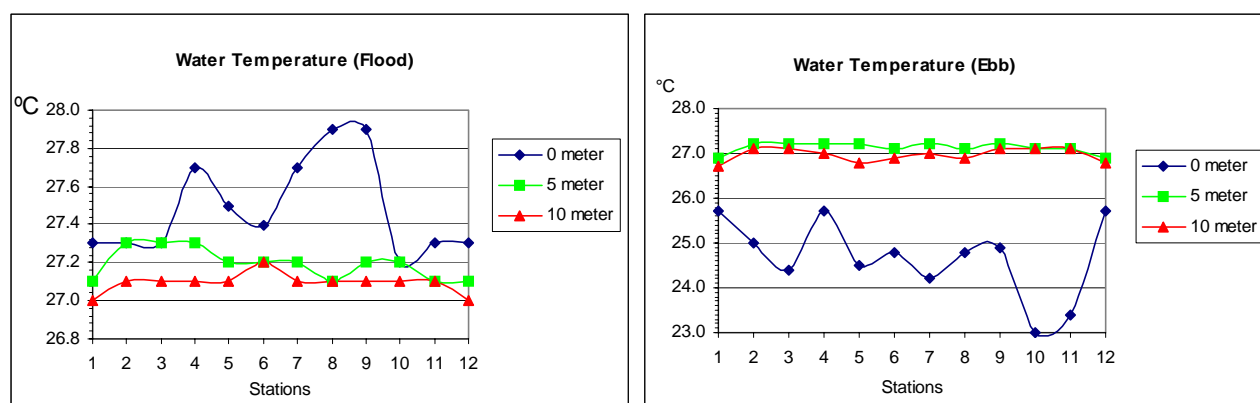 Water Temperature (Flood)
ºC
28.0
27.8
27.6
27.4
27.2
27.0
26.8
1 2 3 4 5 6 7 8 9 10 11 12
Stations
0 meter
5 meter
10 meter
Water Temperature (Ebb)
°C
28.0
27.0
26.0
25.0
24.0
23.0
1 2 3 4 5 6 7 8 9 10 11 12
Stations
0 meter
5 meter
10 meter